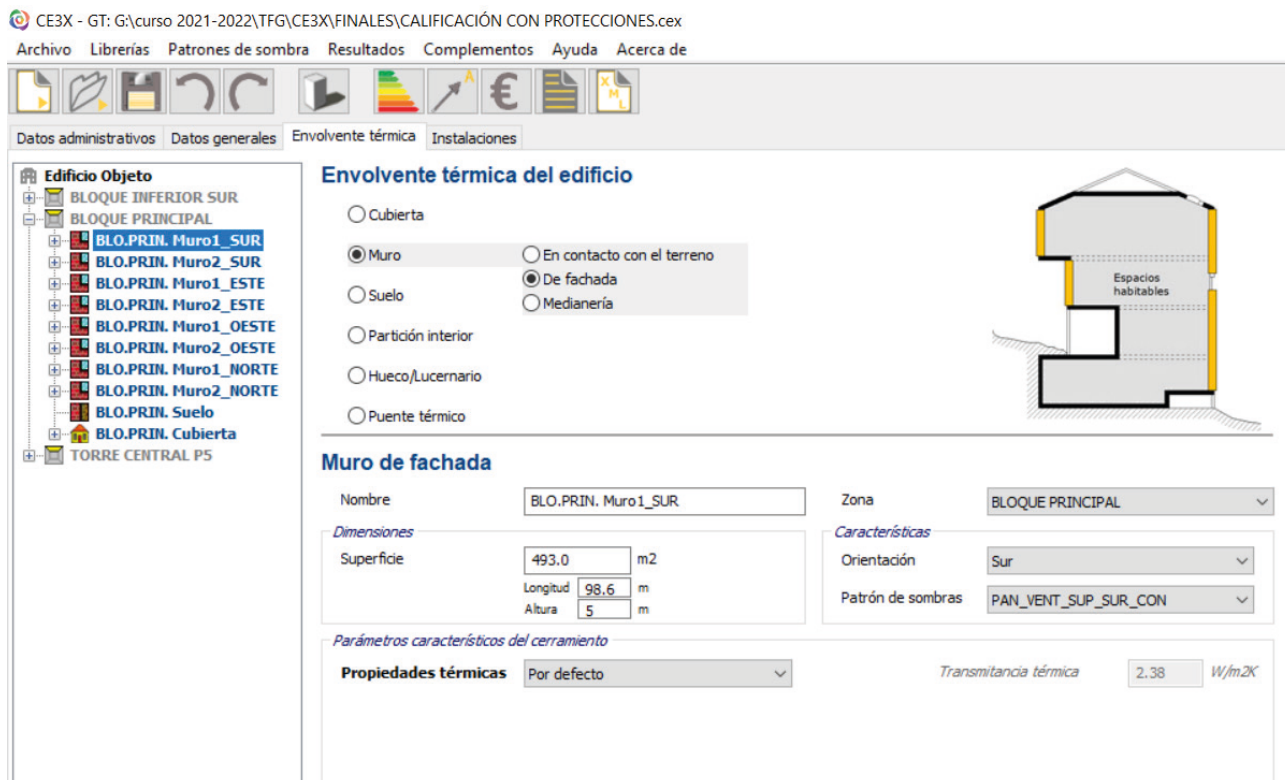 CE3X - GT: G:\curso 2021-2022\TFG\CE3X\FINALES\CALIFICACIÓN CON PROTECCIONES.cex
Archivo Librerías Patrones de sombra Resultados Complementos Ayuda Acerca de
A € X M L
Datos administrativos Datos generales Envolvente térmica Instalaciones
Edificio Objeto
BLOQUE INFERIOR SUR
BLOQUE PRINCIPAL
BLO.PRIN. Muro1_SUR
BLO.PRIN. Muro2_SUR
BLO.PRIN. Muro1_ESTE
BLO.PRIN. Muro2_ESTE
BLO.PRIN. Muro1_OESTE
BLO.PRIN. Muro2_OESTE
BLO.PRIN. Muro1_NORTE
BLO.PRIN. Muro2_NORTE
BLO.PRIN. Suelo
BLO.PRIN. Cubierta
TORRE CENTRAL P5
Envolvente térmica del edificio
Cubierta
Muro En contacto con el terreno
De fachada
Suelo
Medianería
Partición interior
Hueco/Lucernario
Puente térmico
Espacios
habitables
Muro de fachada
Nombre BLO.PRIN. Muro1_SUR Zona BLOQUE PRINCIPAL
Dimensiones Características
Superficie 493.0 m2 Orientación Sur
Longitud 98.6 m
Altura 5 m
Patrón de sombras PAN_VENT_SUP_SUR_CON
Parámetros característicos del cerramiento
Propiedades térmicas Por defecto Transmitancia térmica 2.38 W/m2K